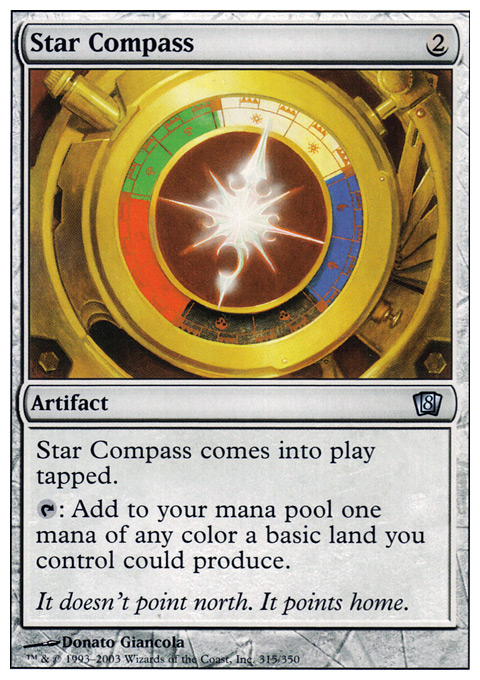 Star Compass 2
Artifact 8
Star Compass comes into play
tapped.
: Add to your mana pool one
mana of any color a basic land you
control could produce.
It doesn't point north. It points home.
Donato Giancola
™ & © 1993–2003 Wizards of the Coast, Inc. 315/350